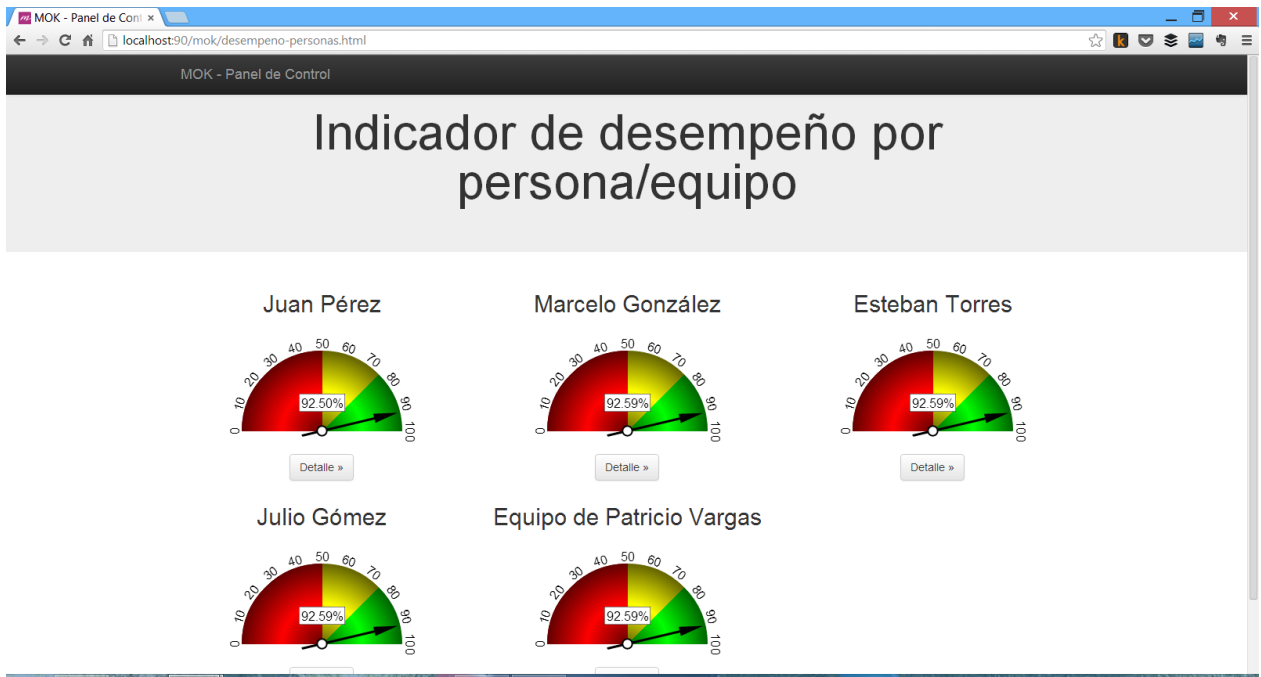 MOK - Panel de Cont
localhost:90/mok/desempeno-personas.html
MOK - Panel de Control
Indicador de desempeño por
persona/equipo
Juan Pérez
Marcelo González
Esteban Torres
0 10 20 30 40 50 60 70 80 90 100
92.50%
0 10 20 30 40 50 60 70 80 90 100
92.59%
0 10 20 30 40 50 60 70 80 90 100
92.59%
Detalle »
Detalle »
Detalle »
Julio Gómez
Equipo de Patricio Vargas
0 10 20 30 40 50 60 70 80 90 100
92.59%
0 10 20 30 40 50 60 70 80 90 100
92.59%